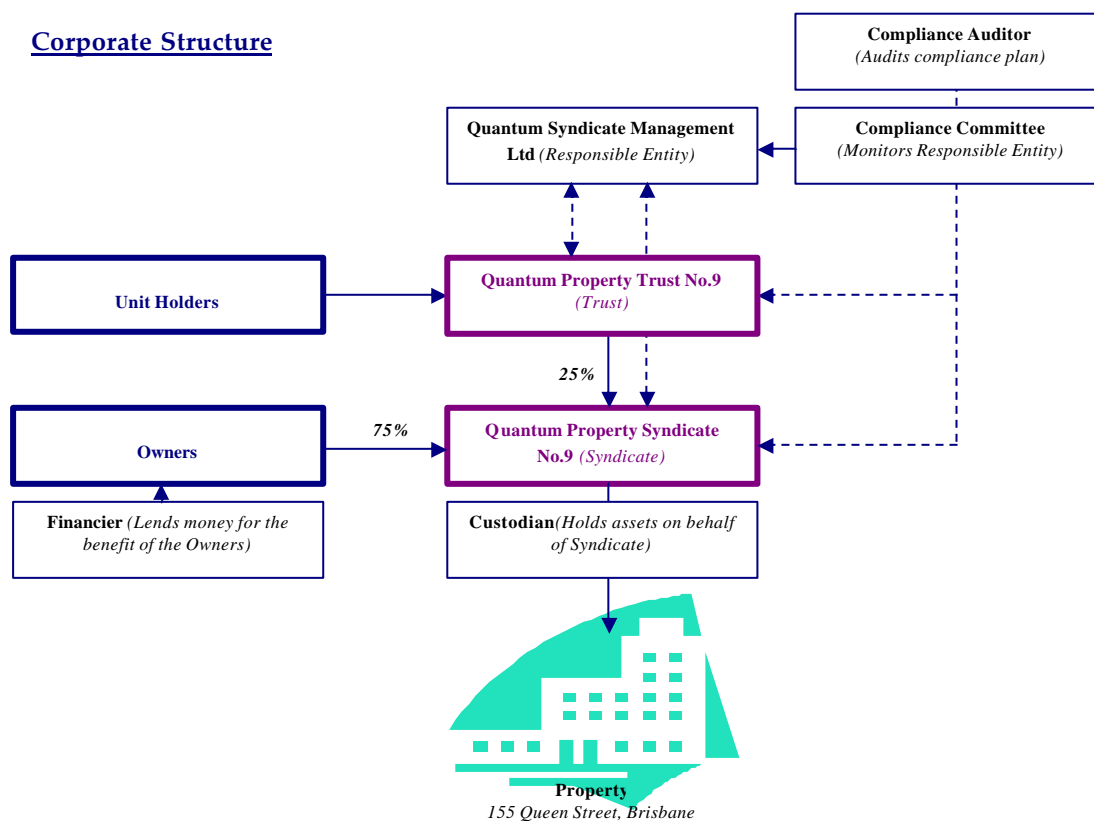 Corporate Structure
Compliance Auditor
(Audits compliance plan)
Quantum Syndicate Management
Ltd (Responsible Entity)
Compliance Committee
(Monitors Responsible Entity)
Unit Holders
Quantum Property Trust No.9
(Trust)
25%
Owners
75%
Quantum Property Syndicate
No.9 (Syndicate)
Financier (Lends money for the
benefit of the Owners)
Custodian(Holds assets on behalf
of Syndicate)
Property
155 Queen Street, Brisbane